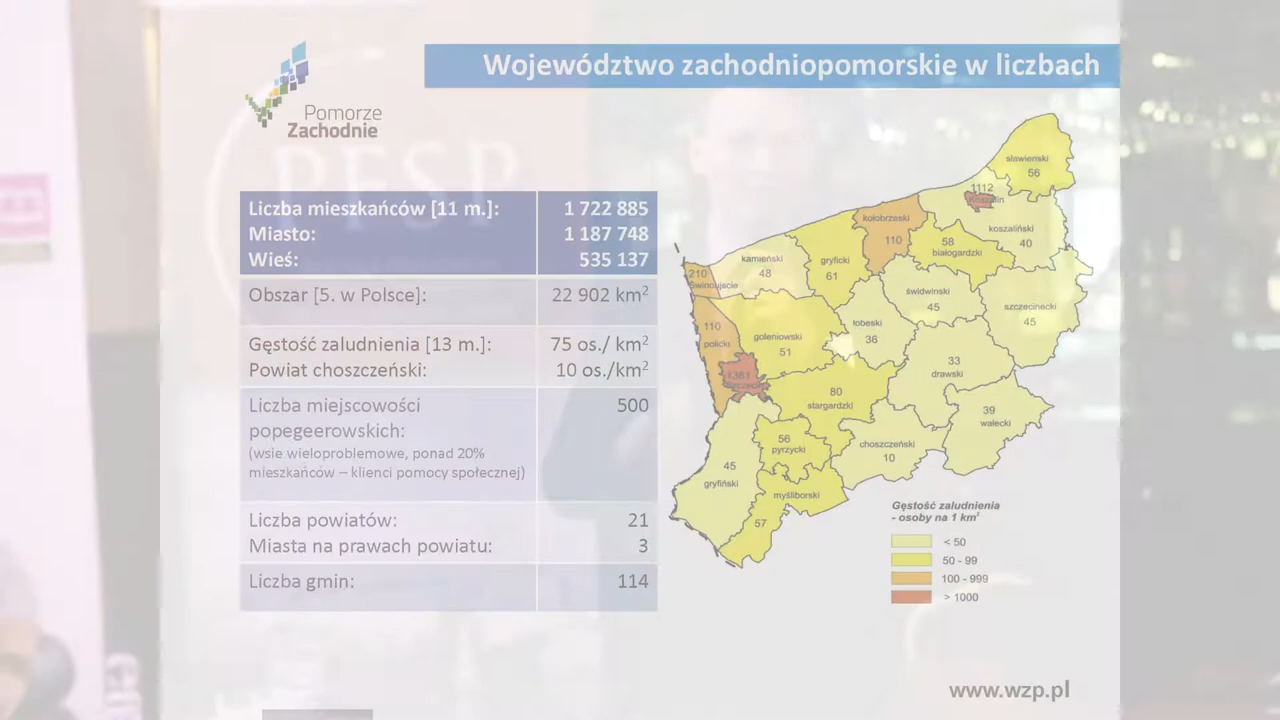 Województwo zachodniopomorskie w liczbach
Pomorze
Zachodnie
PFSP
Liczba mieszkańców [11 m.]: 1 722 885
Miasto: 1 187 748
Wieś: 535 137
Obszar [5. w Polsce]: 22 902 km²
Gęstość zaludnienia [13 m.]: 75 os./ km²
Powiat choszczeński: 10 os./km²
Liczba miejscowości 500
popegeerowskich:
(wsie wieloproblemowe, ponad 20%
mieszkańców – klienci pomocy społecznej)
Liczba powiatów: 21
Miasta na prawach powiatu: 3
Liczba gmin: 114
sławieński
56
1112
Koszalin
koszaliński
40
kołobrzeski
110
58
białogardzki
kamieński
48
gryficki
61
210
Świnoujście
świdwiński
45
szczecinecki
45
110
policki
goleniowski
51
łobeski
36
1381
Szczecin
33
drawski
80
stargardzki
39
wałecki
56
pyrzycki
choszczeński
10
45
gryfiński
myśliborski
57
Gęstość zaludnienia
- osoby na 1 km²
< 50
50 - 99
100 - 999
> 1000
www.wzp.pl